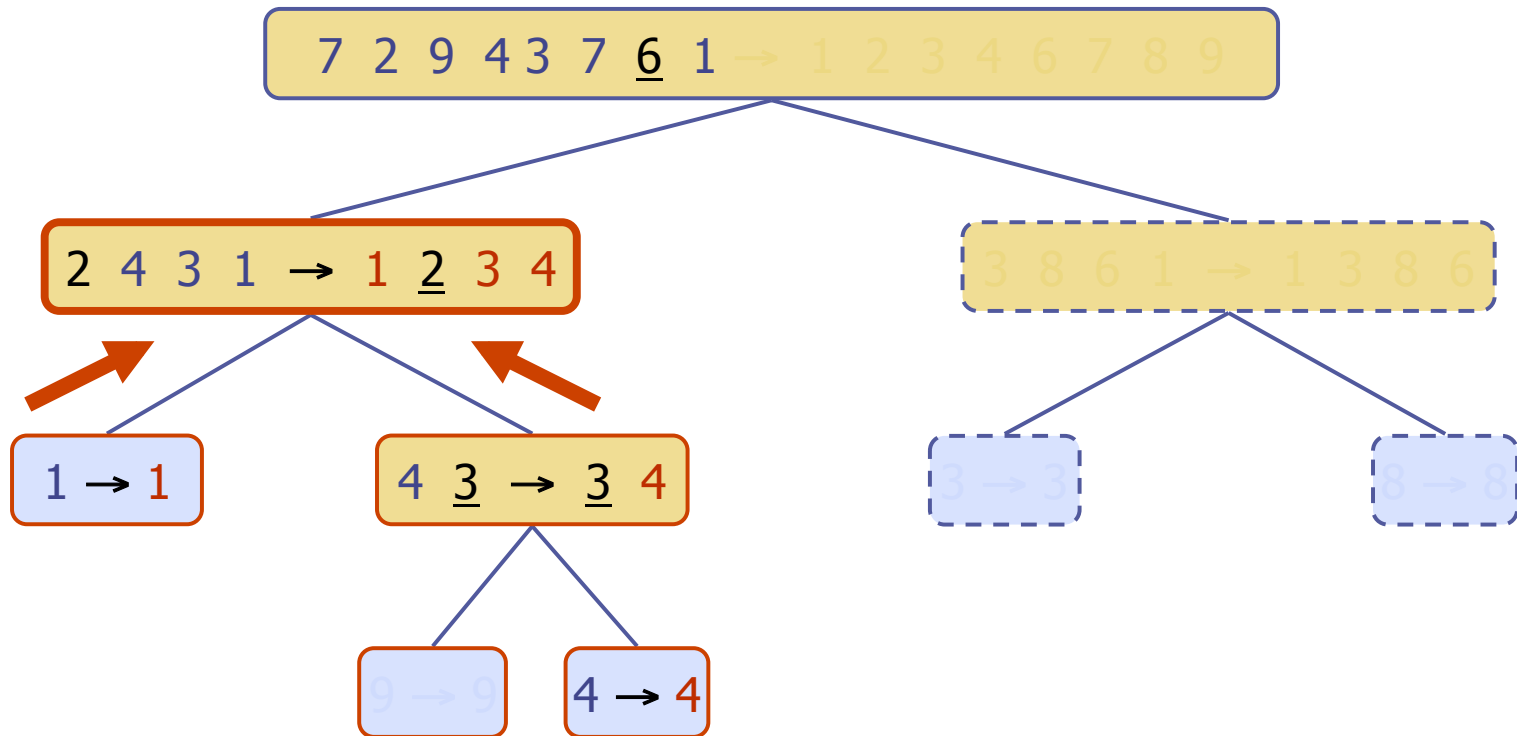 7 2 9 4 3 7 6 1 → 1 2 3 4 6 7 8 9
2 4 3 1 → 1 2 3 4
3 8 6 1 → 1 3 8 6
1 → 1
4 3 → 3 4
3 → 3
8 → 8
9 → 9
4 → 4